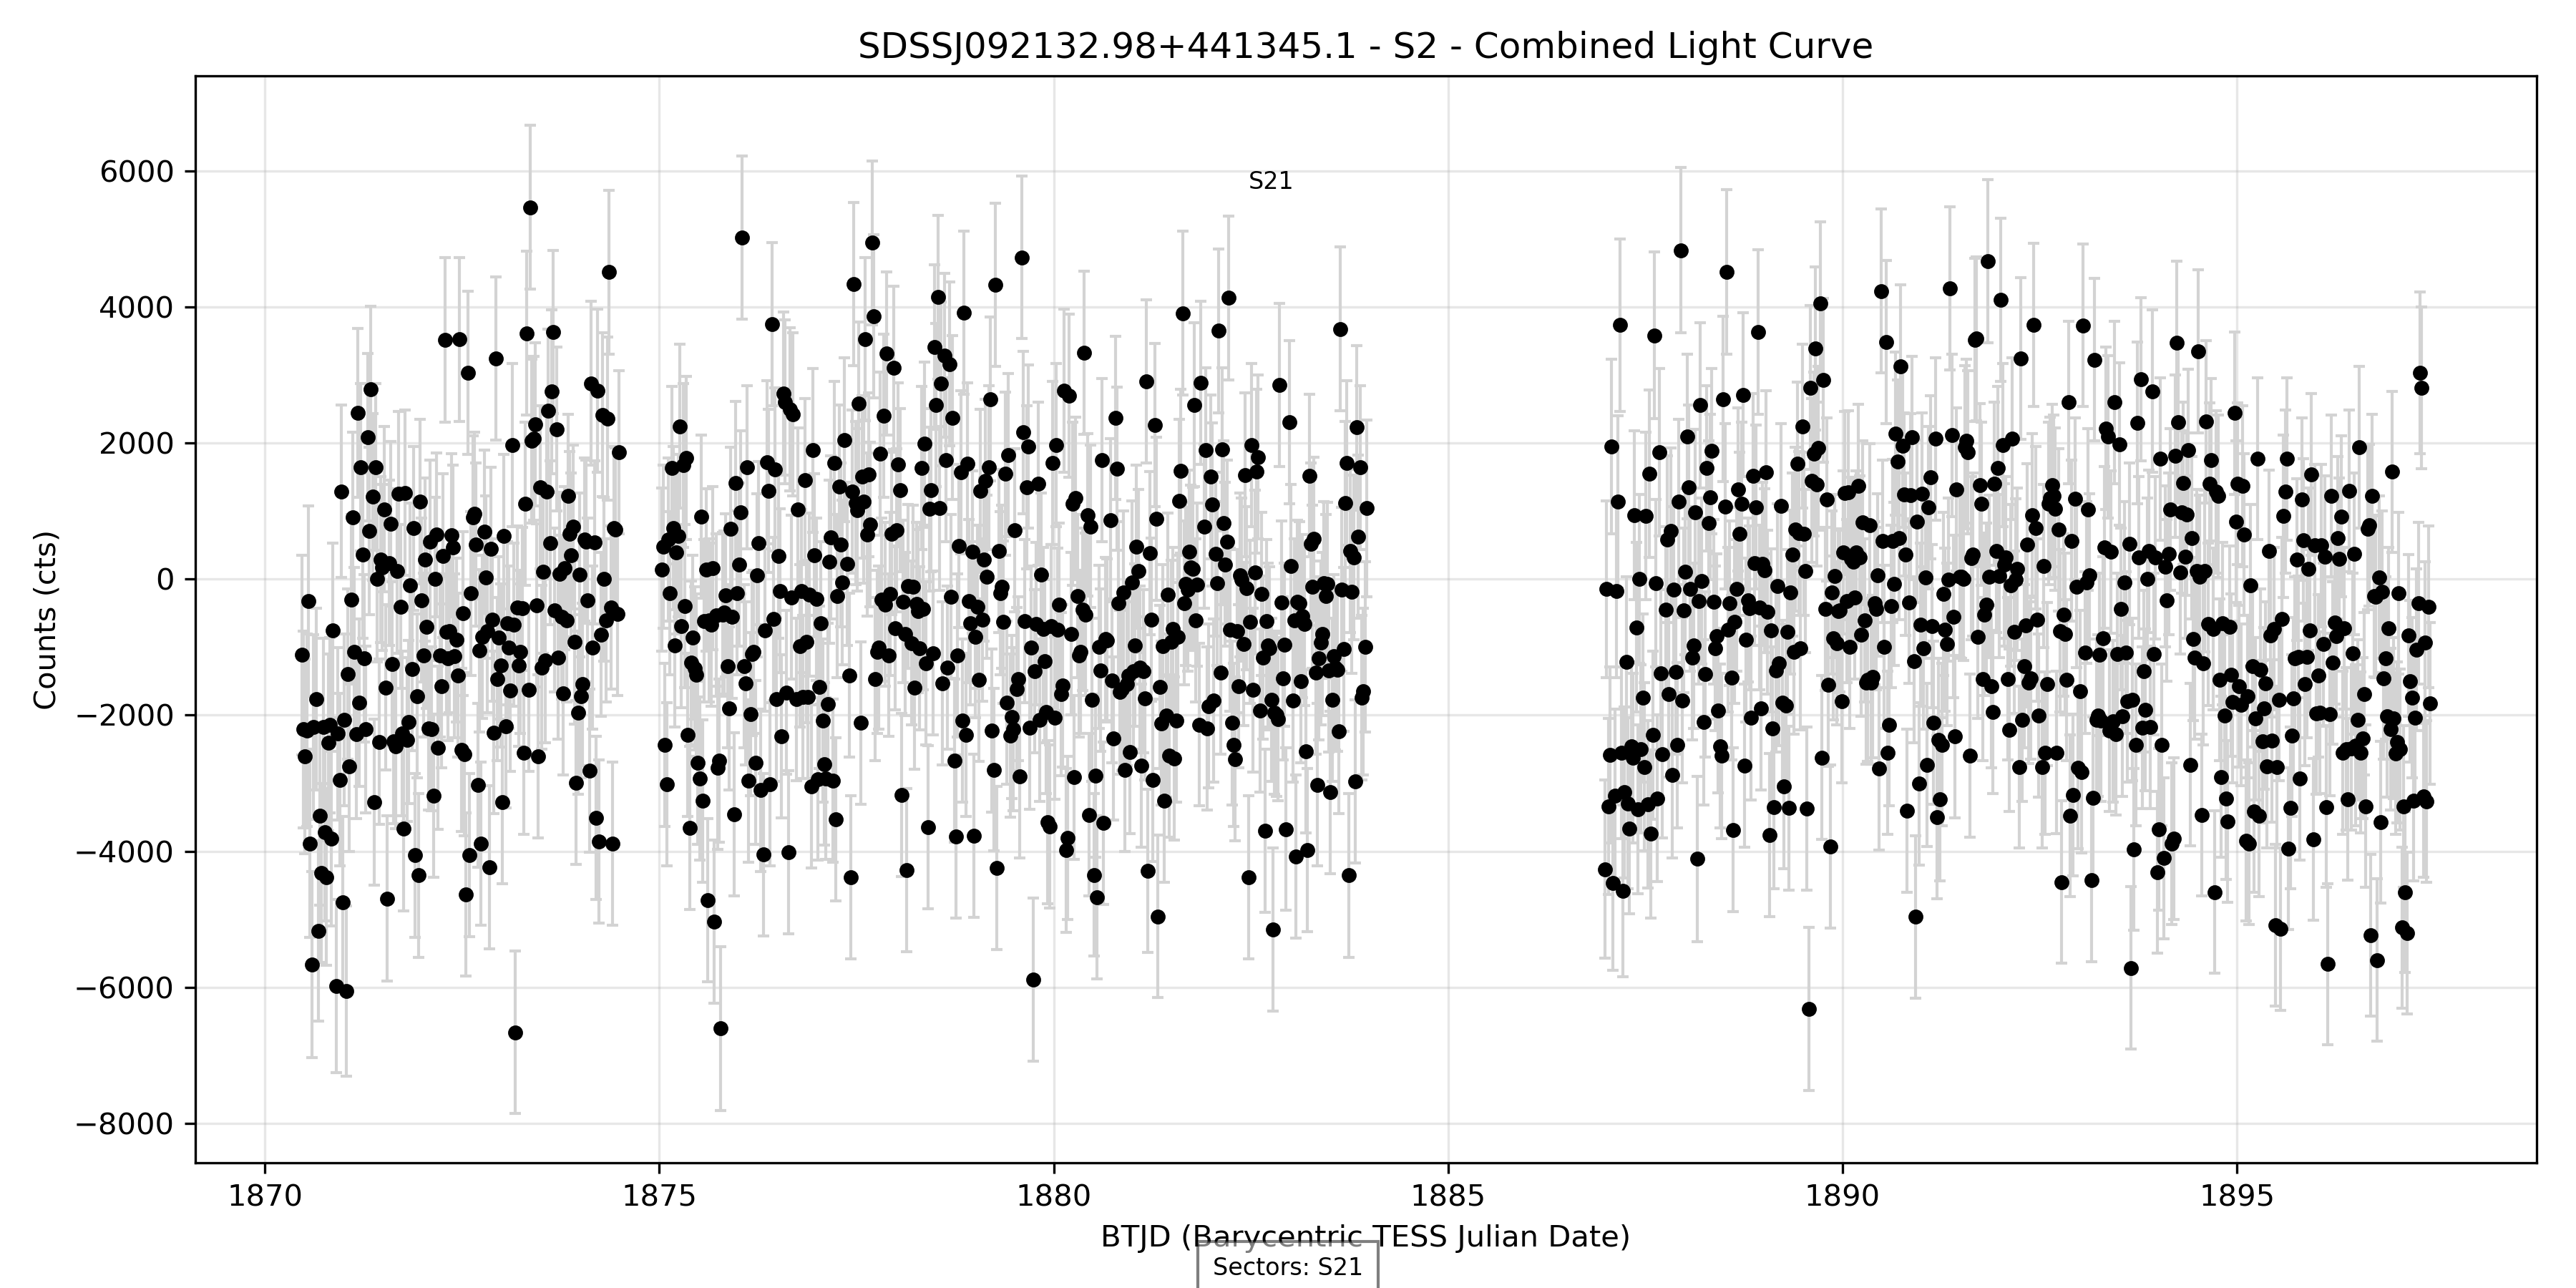 SDSSJ092132.98+441345.1 - S2 - Combined Light Curve
Counts (cts)
6000
4000
2000
0
−2000
−4000
−6000
−8000
S21
1870 1875 1880 1885 1890 1895
BTJD (Barycentric TESS Julian Date)
Sectors: S21